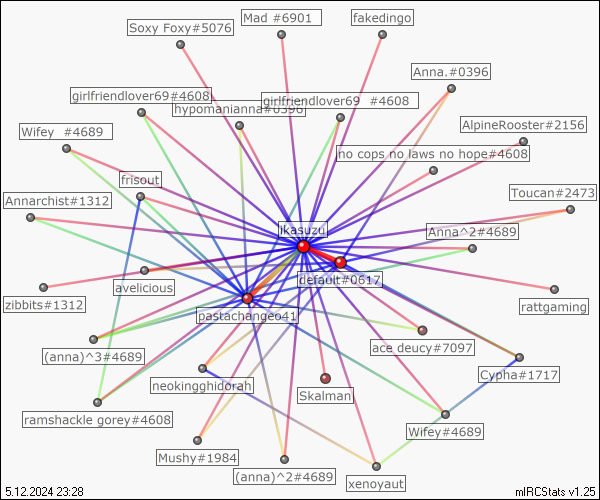 Mad #6901
fakedingo
Soxy Foxy#5076
Anna.#0396
girlfriendlover69#4608
girlfriendlover69 #4608
hypomanianna#0396
Wifey #4689
AlpineRooster#2156
no cops no laws no hope#4608
frisout
Toucan#2473
Annarchist#1312
ikasuzu
Anna^2#4689
default#0617
avelicious
zibbits#1312
rattgaming
pastachangeo41
ace deucy#7097
(anna)^3#4689
Cypha#1717
neokingghidorah
Skalman
ramshackle gorey#4608
Wifey#4689
Mushy#1984
(anna)^2#4689
xenoyaut
5.12.2024 23:28
mIRCStats v1.25